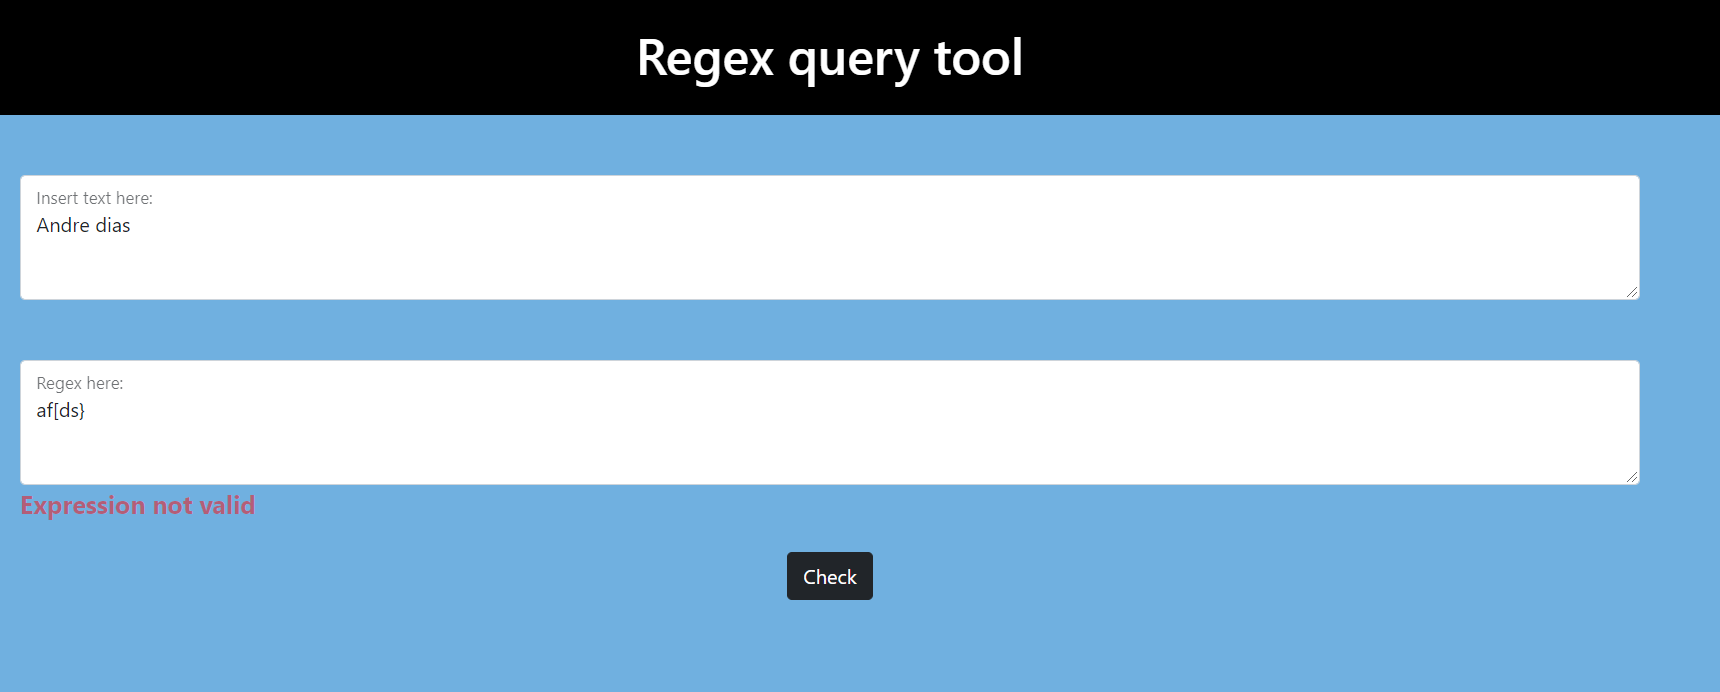 Regex query tool
Insert text here:
Andre dias
Regex here:
af[ds}
Expression not valid
Check